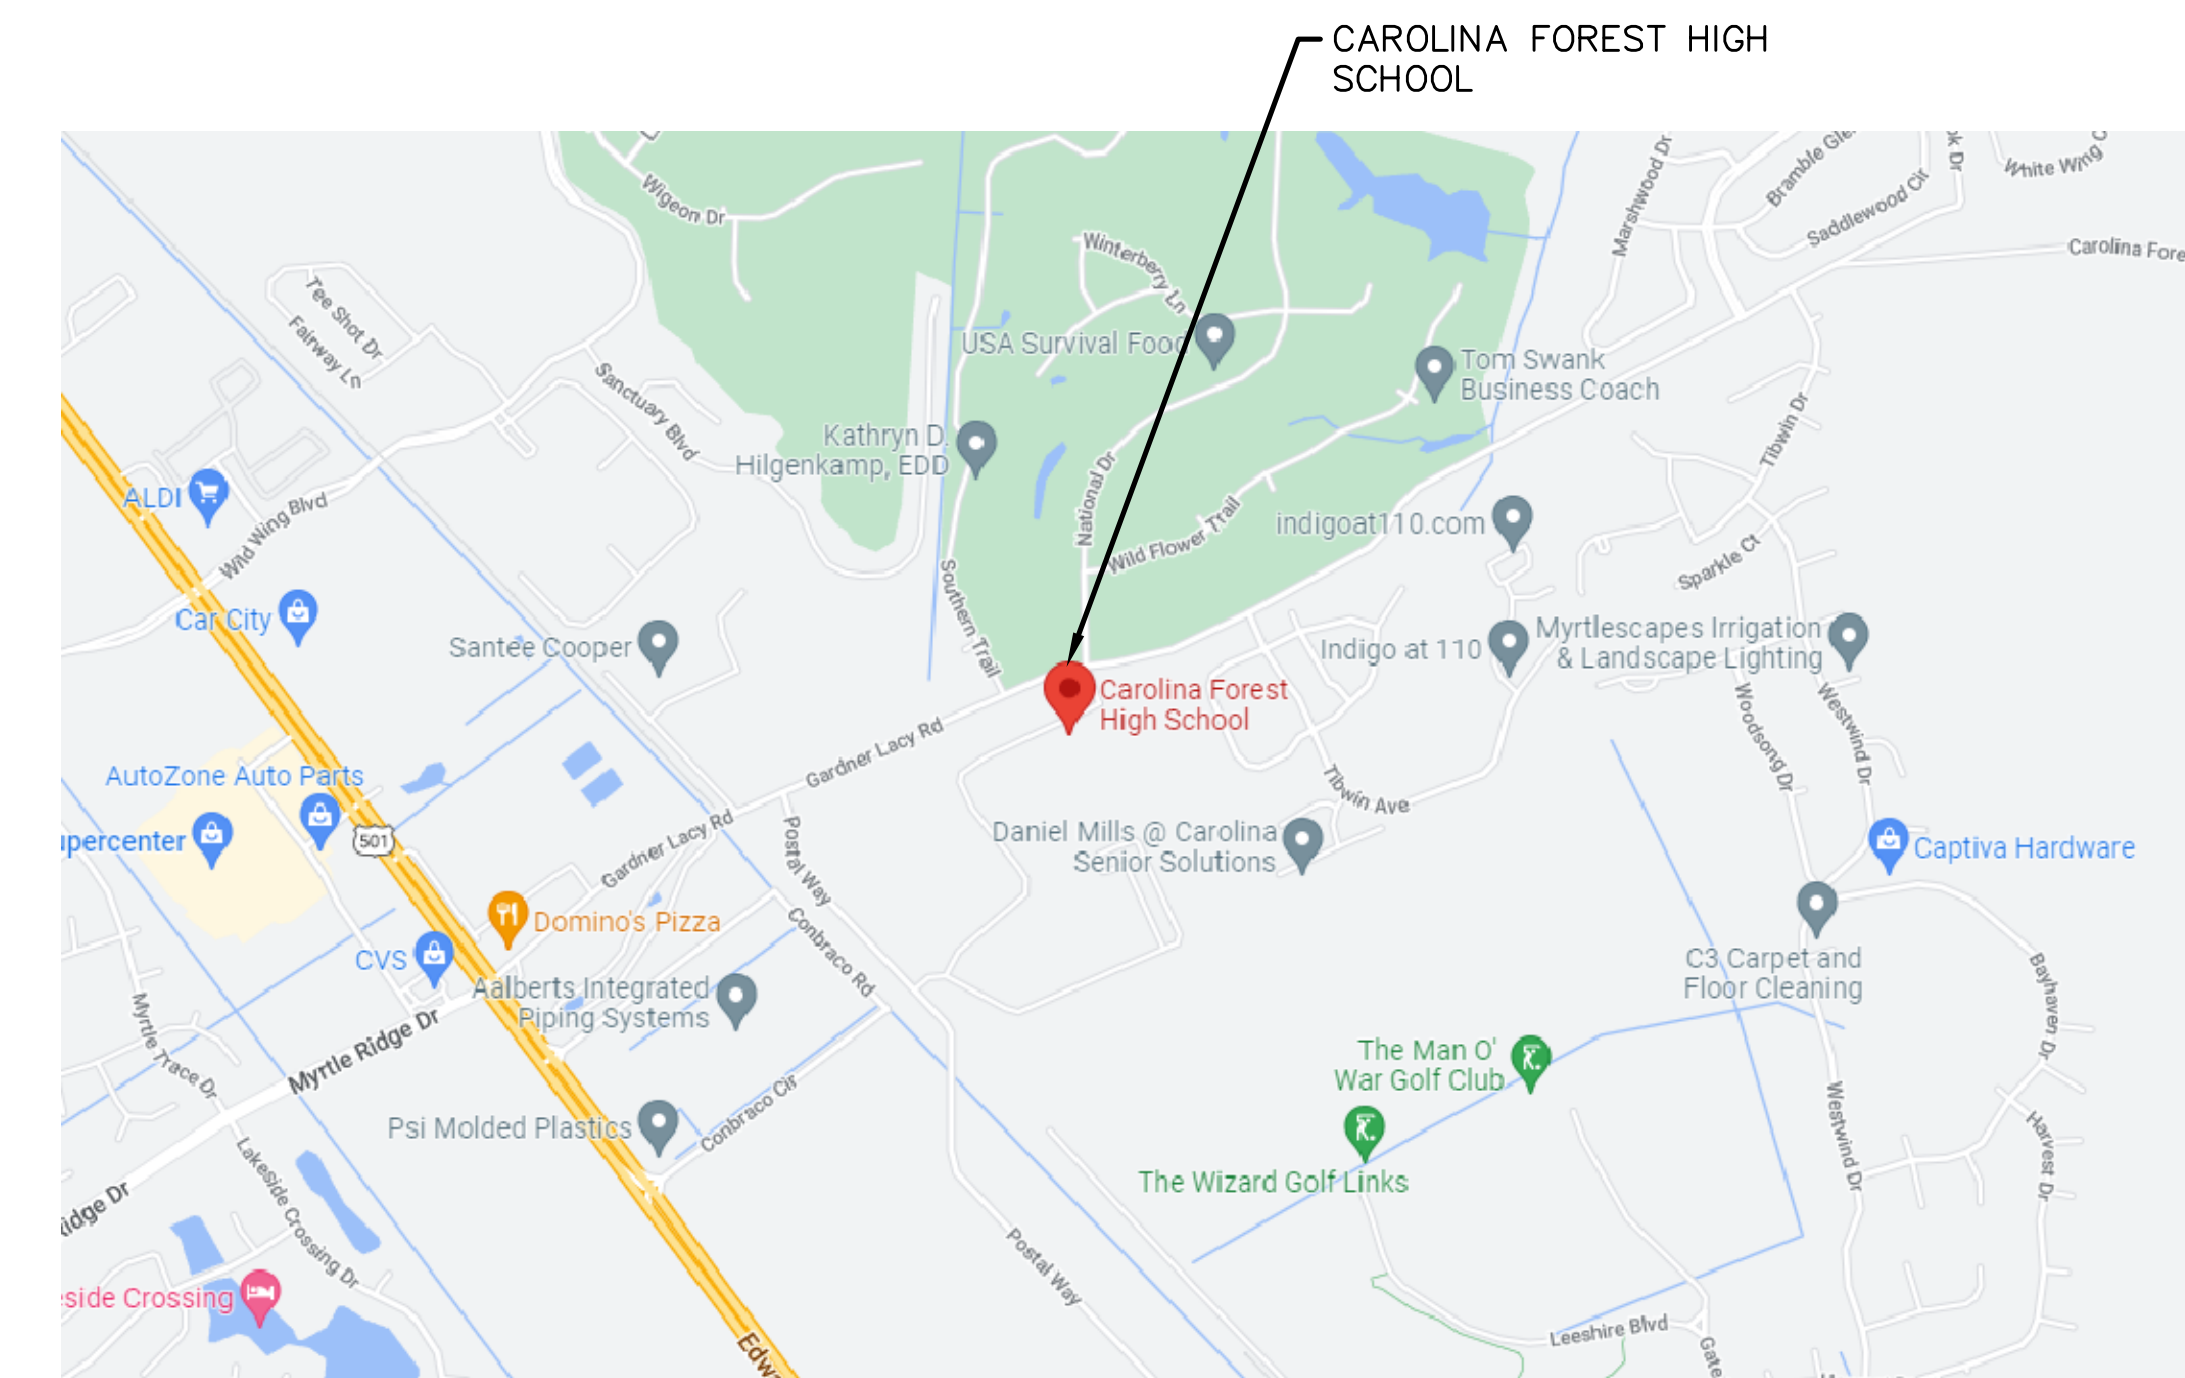 CAROLINA FOREST HIGH
SCHOOL
Wigeon Dr
Marshwood Dr
Bramble Gle
ok Dr
White Wing C
Saddlewood Cir
Carolina Fore
Winterberry Ln
Tee Shot Dr
Fairway Ln
USA Survival Food
Tom Swank
Business Coach
Sanctuary Blvd
Kathryn D.
Hilgenkamp, EDD
Tibwin Dr
National Dr
ALDI
Wild Wing Blvd
Wild Flower Trail
indigoat110.com
Sparkle Ct
Southern Trail
Car City
Santee Cooper
Indigo at 110
Myrtlescapes Irrigation
& Landscape Lighting
Carolina Forest
High School
Gardner Lacy Rd
Woodsong Dr
Westwind Dr
AutoZone Auto Parts
Tibwin Ave
upercenter
501
Gardner Lacy Rd
Postal Way
Daniel Mills @ Carolina
Senior Solutions
Captiva Hardware
Domino's Pizza
CVS
Conbraco Rd
C3 Carpet and
Floor Cleaning
Bayhaven Dr
Aalberts Integrated
Piping Systems
Myrtle Trace Dr
Myrtle Ridge Dr
The Man O'
War Golf Club
Psi Molded Plastics
Conbraco Cir
Westwind Dr
Harvest Dr
The Wizard Golf Links
Ridge Dr
Lakeside Crossing Dr
Postal Way
eside Crossing
Leeshire Blvd
Edwa
Gate